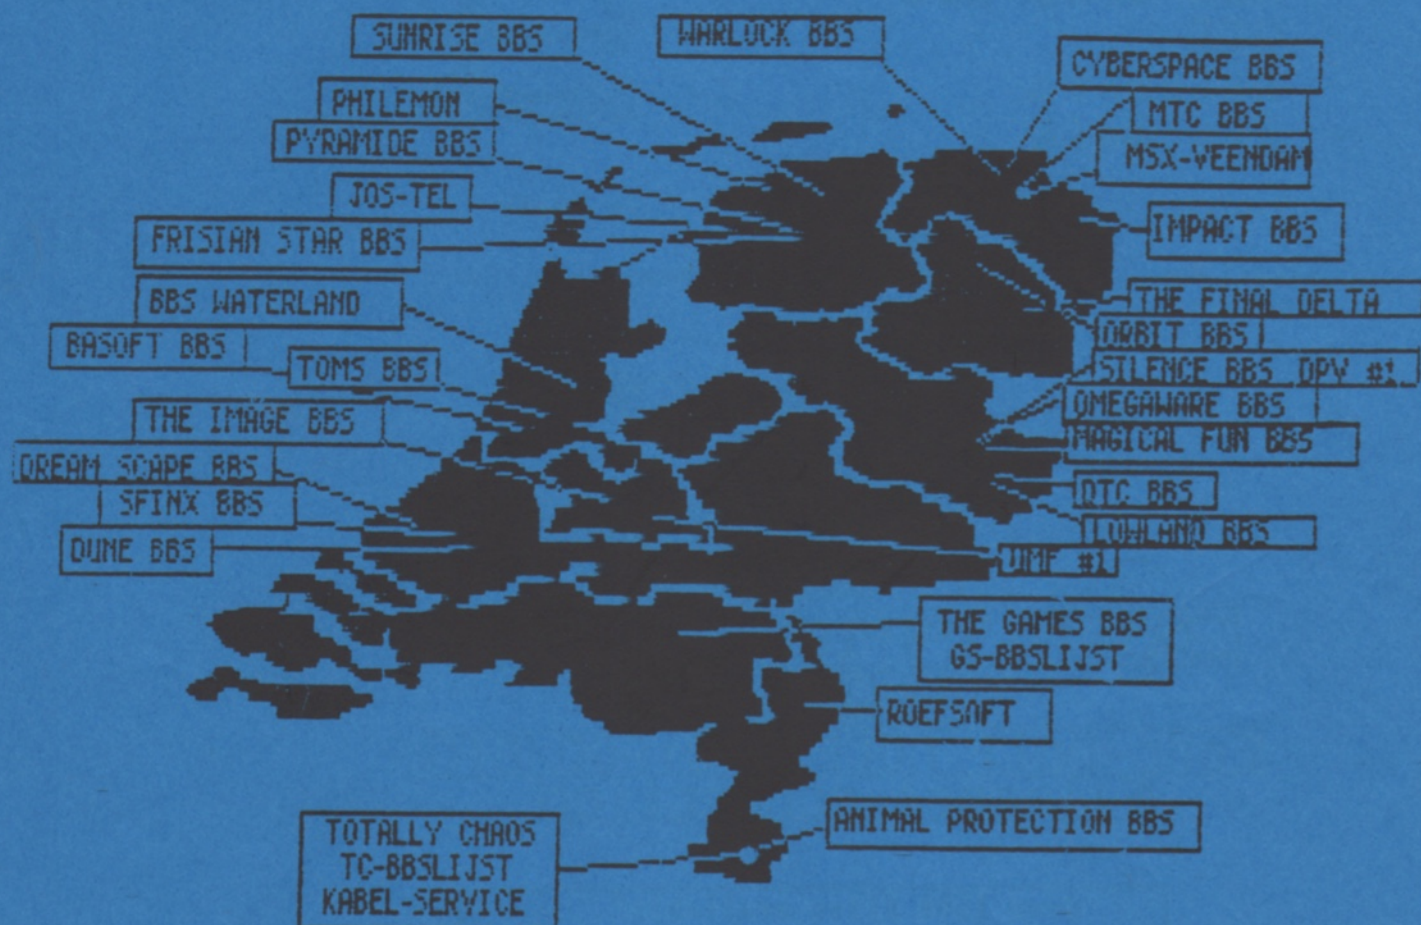 SUNRISE BBS
WARLOCK BBS
CYBERSPACE BBS
PHILEMON
MTC BBS
PYRAMIDE BBS
MSX-VEENDAM
JOS-TEL
IMPACT BBS
FRISIAN STAR BBS
BBS WATERLAND
THE FINAL DELTA
ORBIT BBS
BASOFT BBS
TOMS BBS
SILENCE BBS DPV #1
OMEGAWARE BBS
THE IMAGE BBS
MAGICAL FUN BBS
DREAM SCAPE BBS
SFINX BBS
DTC BBS
LOWLAND BBS
DUNE BBS
UMF #1
THE GAMES BBS
GS-BBSLIJST
ROEFSOFT
ANIMAL PROTECTION BBS
TOTALLY CHAOS
TC-BBSLIJST
KABEL-SERVICE